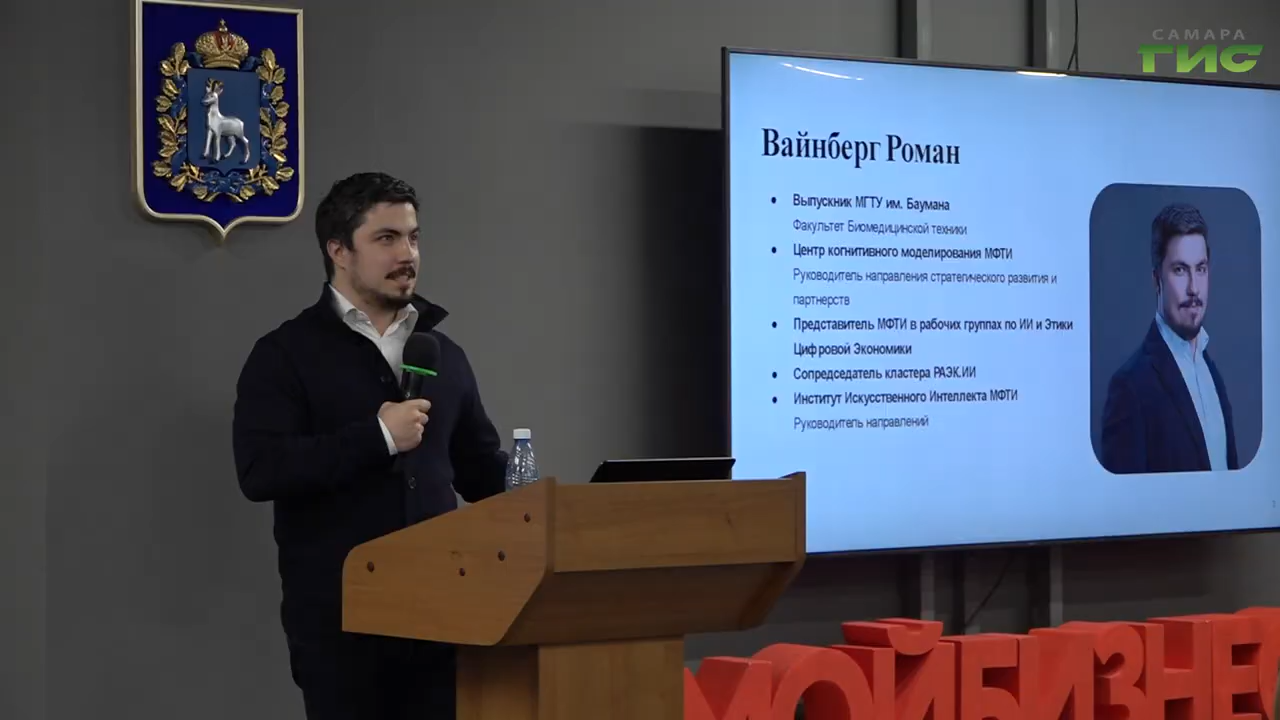 САМАРА
ГИС
Вайнберг Роман
• Выпускник МГТУ им. Баумана
Факультет Биомедицинской техники
• Центр когнитивного моделирования МФТИ
Руководитель направления стратегического развития и
партнерств
• Представитель МФТИ в рабочих группах по ИИ и Этики
Цифровой Экономики
• Сопредседатель кластера РАЭК.ИИ
• Институт Искусственного Интеллекта МФТИ
Руководитель направлений
МОЙБИЗНЕ